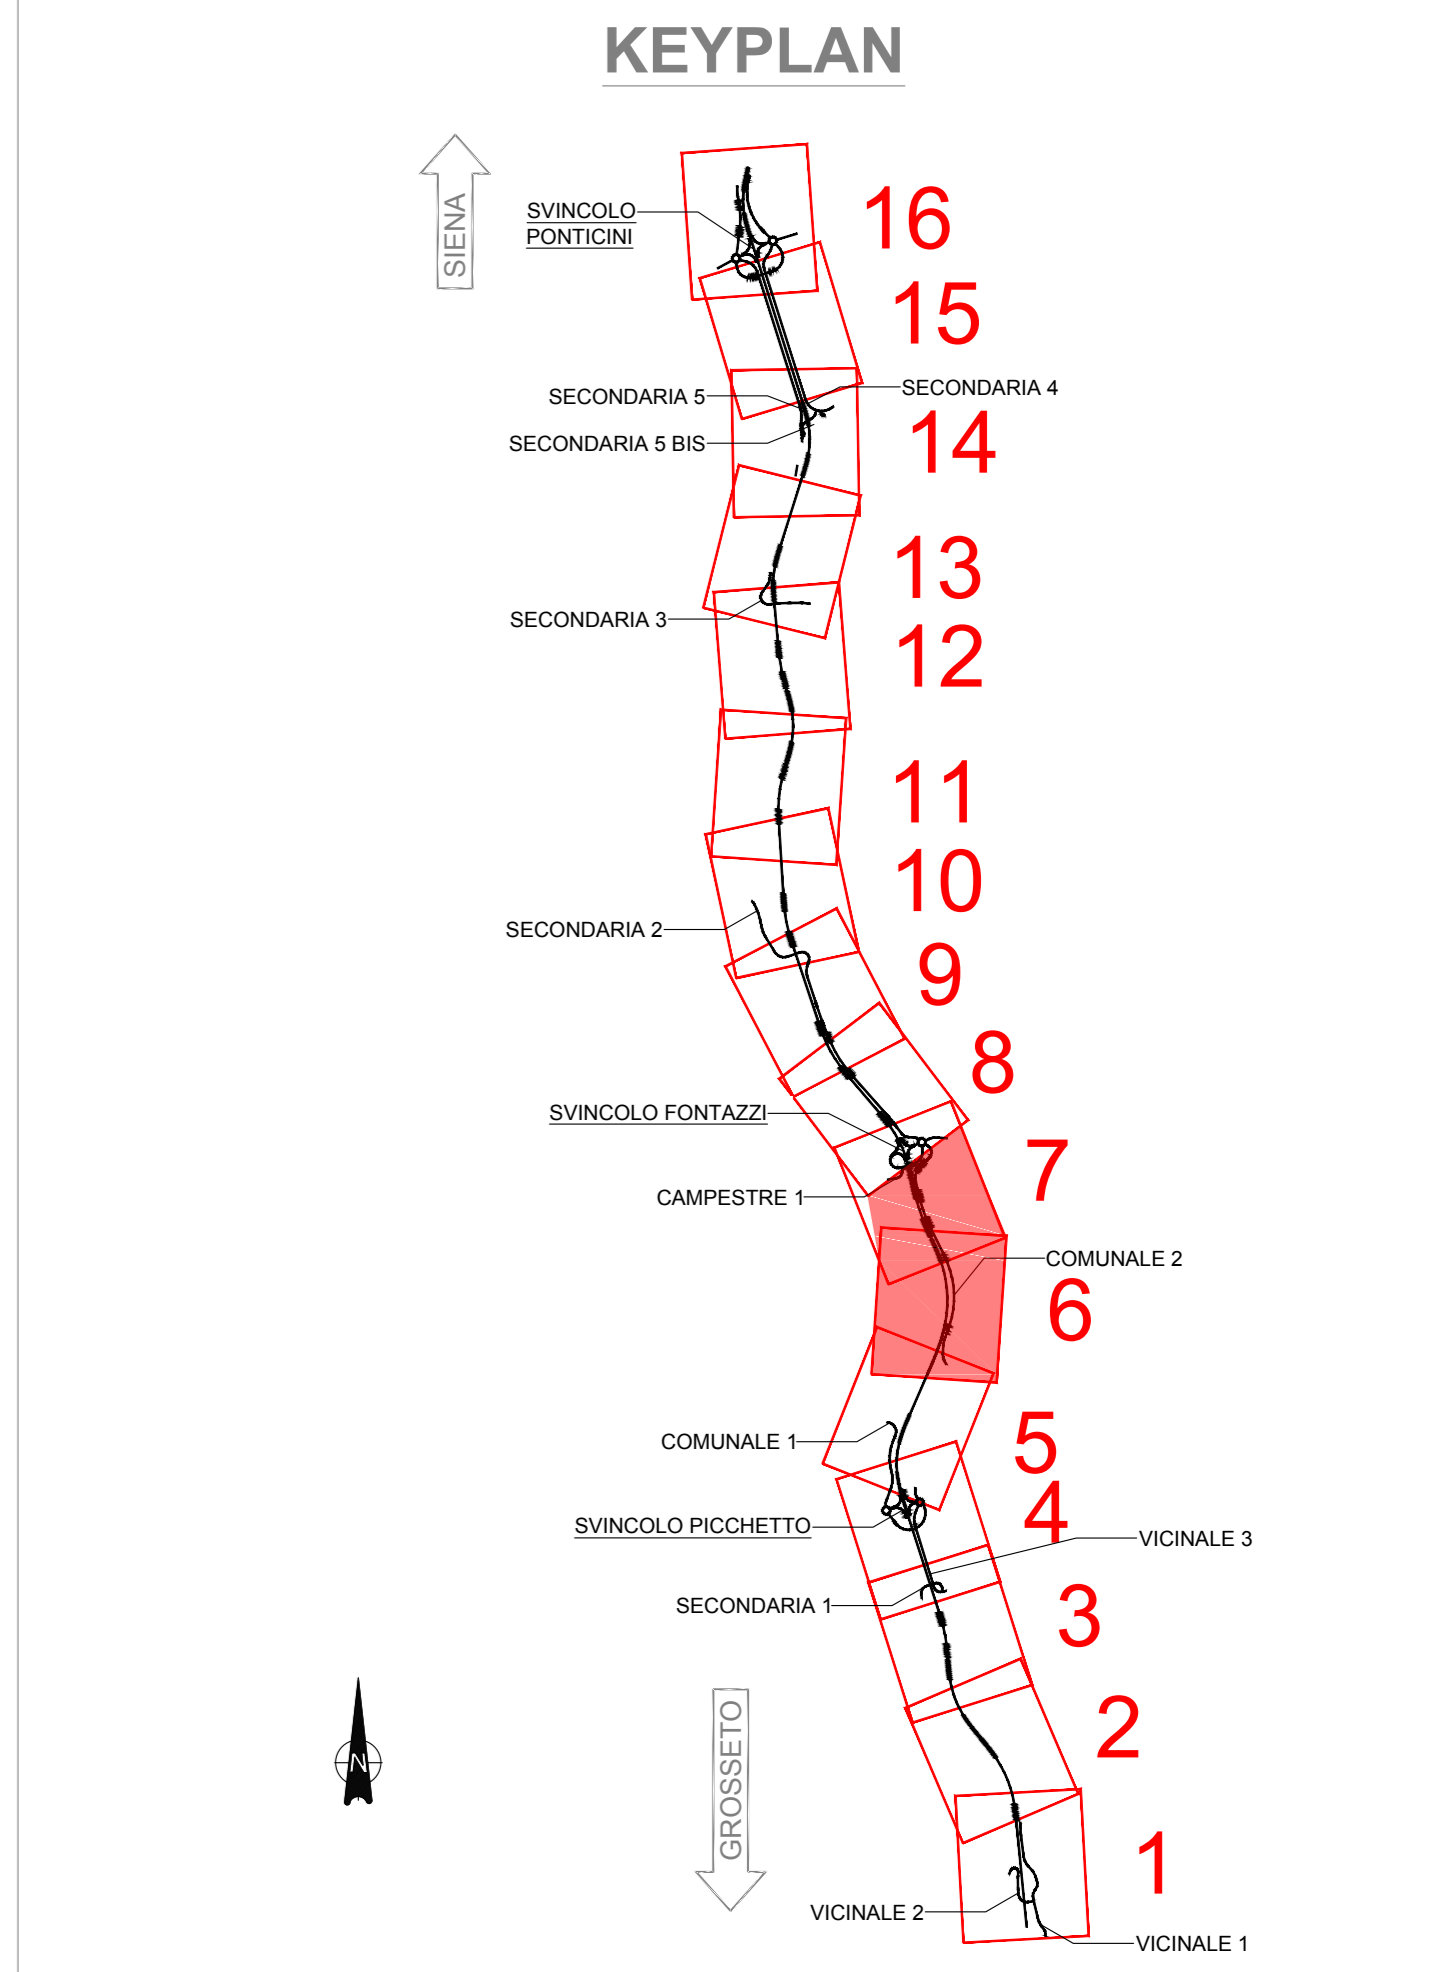 KEYPLAN
SIENA
SVINCOLO
PONTICINI
16
15
SECONDARIA 5
SECONDARIA 4
14
SECONDARIA 5 BIS
13
SECONDARIA 3
12
11
10
SECONDARIA 2
9
8
SVINCOLO FONTAZZI
7
CAMPESTRE 1
COMUNALE 2
6
COMUNALE 1
5
4
SVINCOLO PICCHETTO
VICINALE 3
SECONDARIA 1
3
2
GROSSETO
N
1
VICINALE 2
VICINALE 1